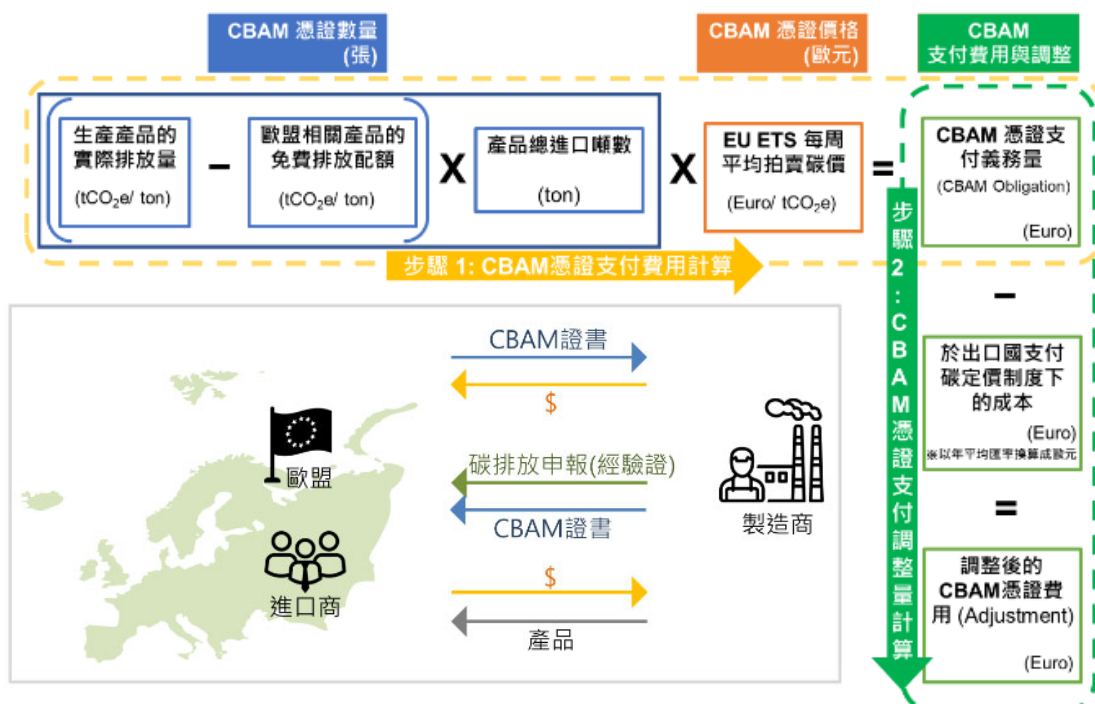 CBAM 憑證數量
(張)
CBAM 憑證價格
(歐元)
CBAM
支付費用與調整
生產產品的
實際排放量
(tCO₂e/ ton)
–
歐盟相關產品的
免費排放配額
(tCO₂e/ ton)
X
產品總進口噸數
(ton)
X
EU ETS 每周
平均拍賣碳價
(Euro/ tCO₂e)
=
CBAM 憑證支
付義務量
(CBAM Obligation)
(Euro)
步驟 1: CBAM憑證支付費用計算
步驟2:CBAM憑證支付調整量計算
–
於出口國支付
碳定價制度下
的成本
(Euro)
※以年平均匯率換算成歐元
=
調整後的
CBAM憑證費
用 (Adjustment)
(Euro)
CBAM證書
$
歐盟
碳排放申報(經驗證)
CBAM證書
製造商
進口商
$
產品